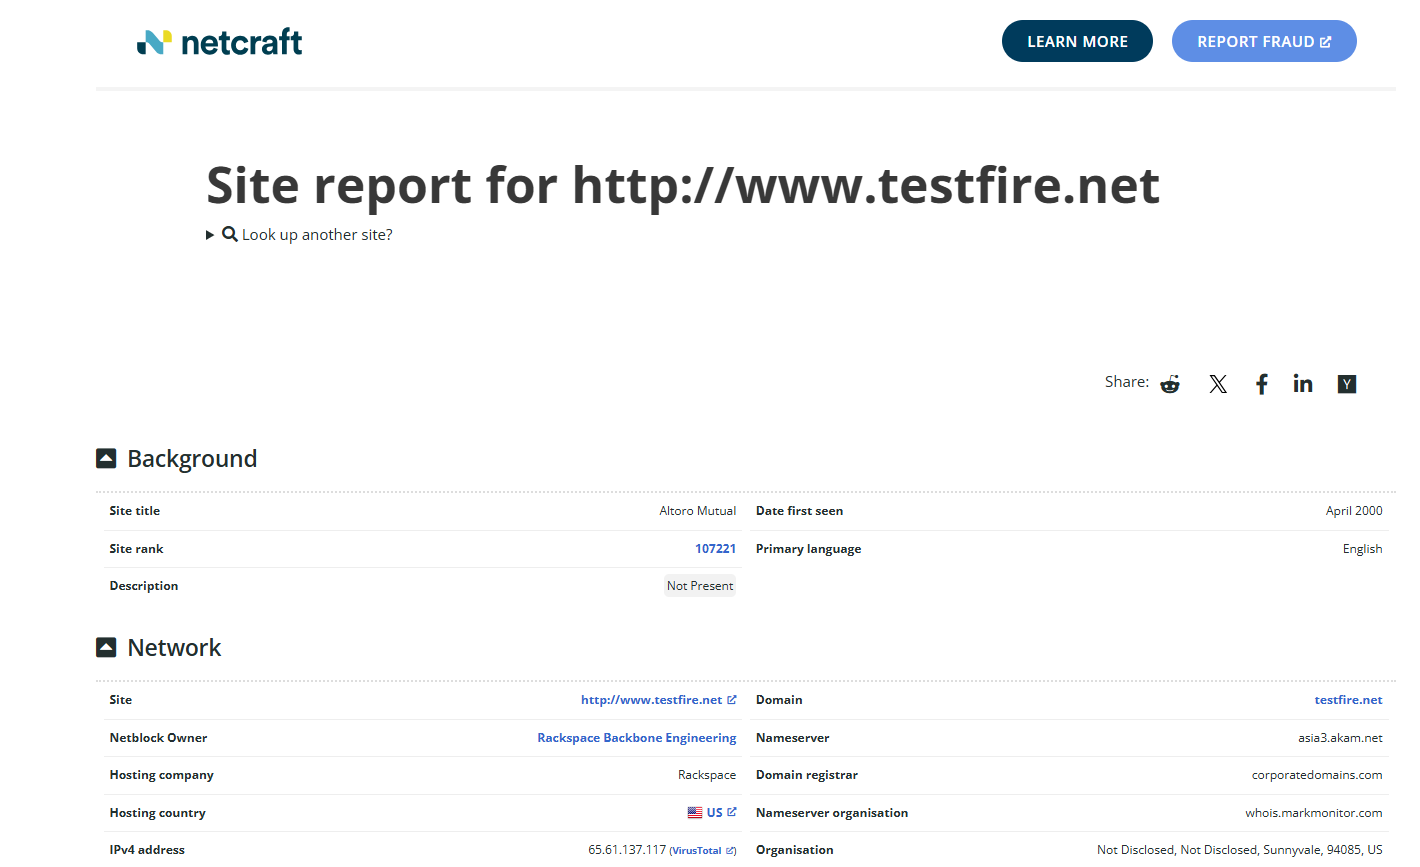 netcraft
LEARN MORE
REPORT FRAUD
Site report for http://www.testfire.net
Look up another site?
Share:
Background
Site title Altoro Mutual Date first seen April 2000
Site rank 107221 Primary language English
Description Not Present
Network
Site http://www.testfire.net Domain testfire.net
Netblock Owner Rackspace Backbone Engineering Nameserver asia3.akam.net
Hosting company Rackspace Domain registrar corporatedomains.com
Hosting country US Nameserver organisation whois.markmonitor.com
IPv4 address 65.61.137.117 (VirusTotal) Organisation Not Disclosed, Not Disclosed, Sunnyvale, 94085, US